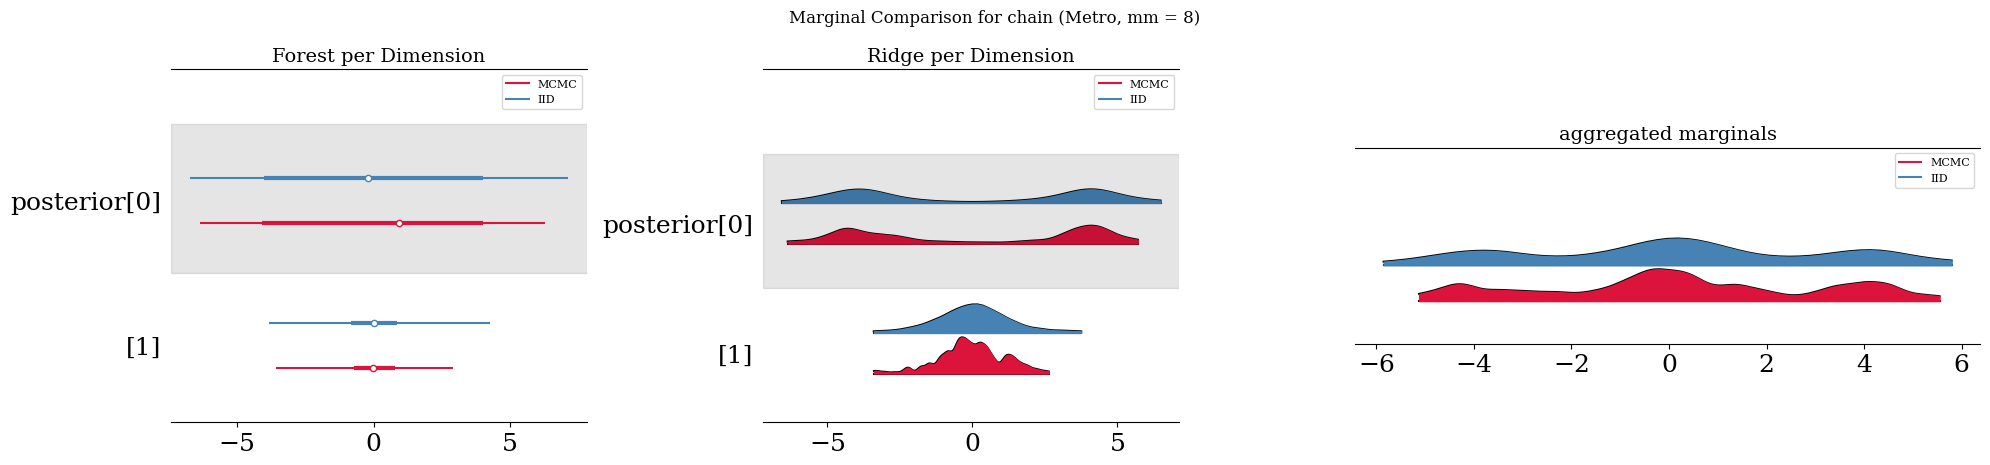 Marginal Comparison for chain (Metro, mm = 8)
Forest per Dimension
MCMC
IID
posterior[0]
[1]
−5 0 5
Ridge per Dimension
MCMC
IID
posterior[0]
[1]
−5 0 5
aggregated marginals
MCMC
IID
−6 −4 −2 0 2 4 6